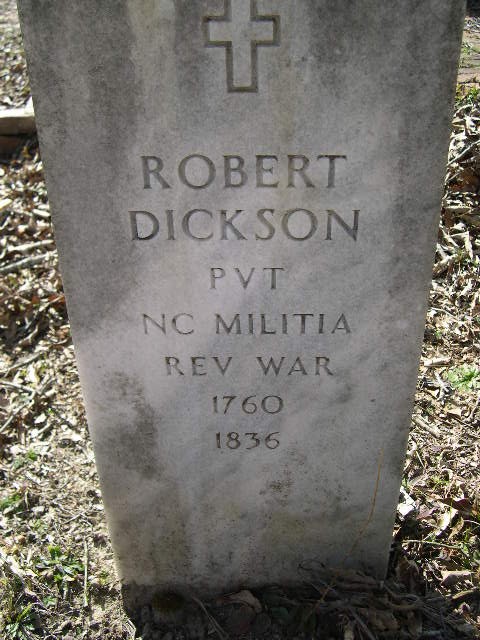 ROBERT
DICKSON
PVT
NC MILITIA
REV WAR
1760
1836